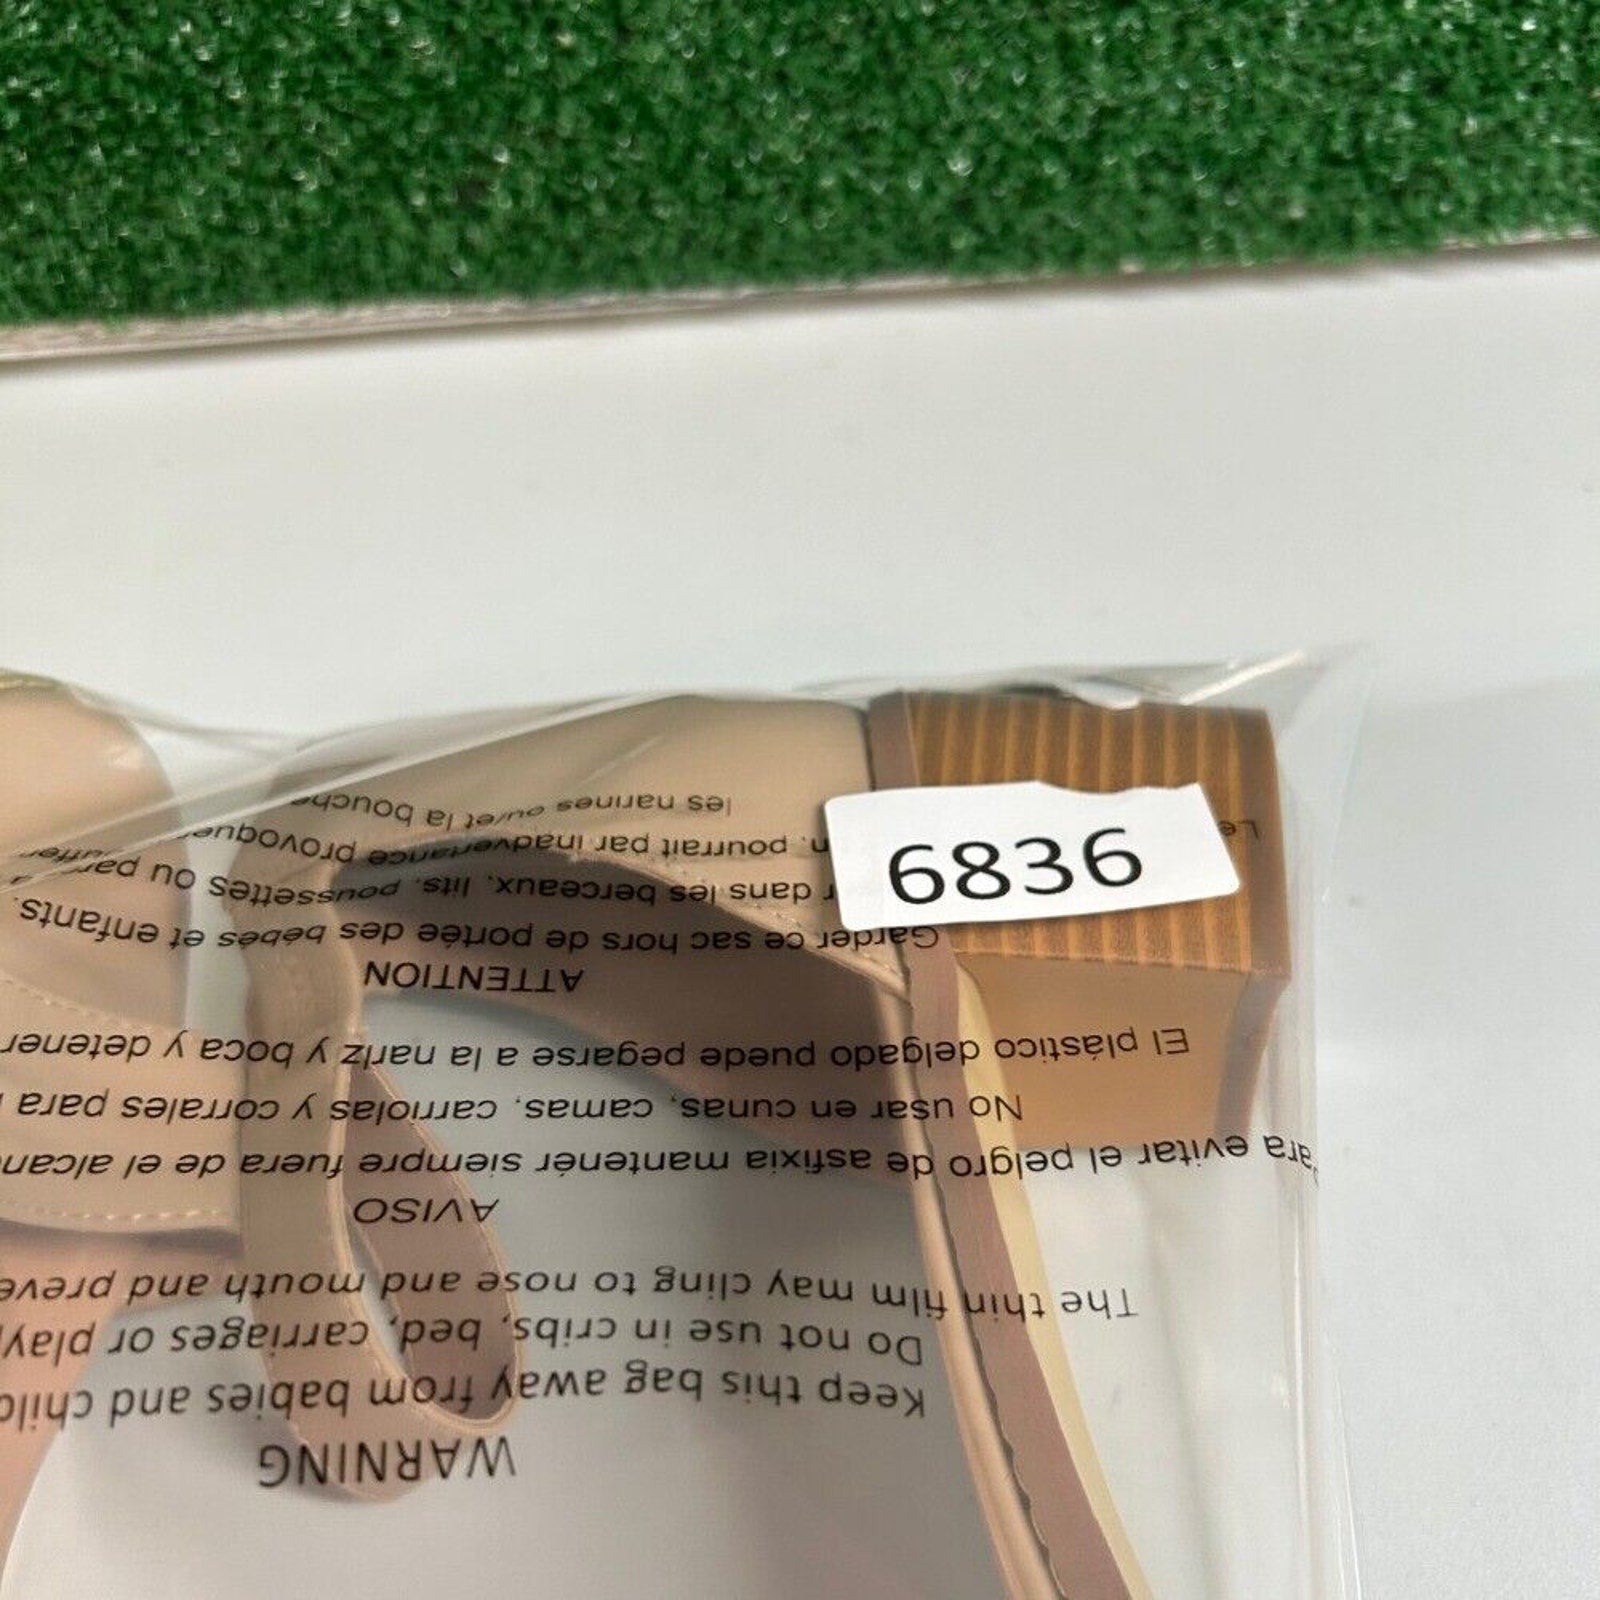 6836
WARNING
Keep this bag away from babies and child
Do not use in cribs, bed, carriages or play
The thin film may cling to nose and mouth and preve
AVISO
ara evitar el pelgro de asfixia mantenér siempre fuera de el alcanc
No usar en cunas, camas, carriolas y corrales para
El plástico delgado puede pegarse a la nariz y boca y detener
ATTENTION
Garder ce sac hors de portée des bébés et enfants.
r dans les berceaux, lits, poussettes ou parc
n. pourrait par inadvertance provoquer
les narines ou/et la bouche
Le